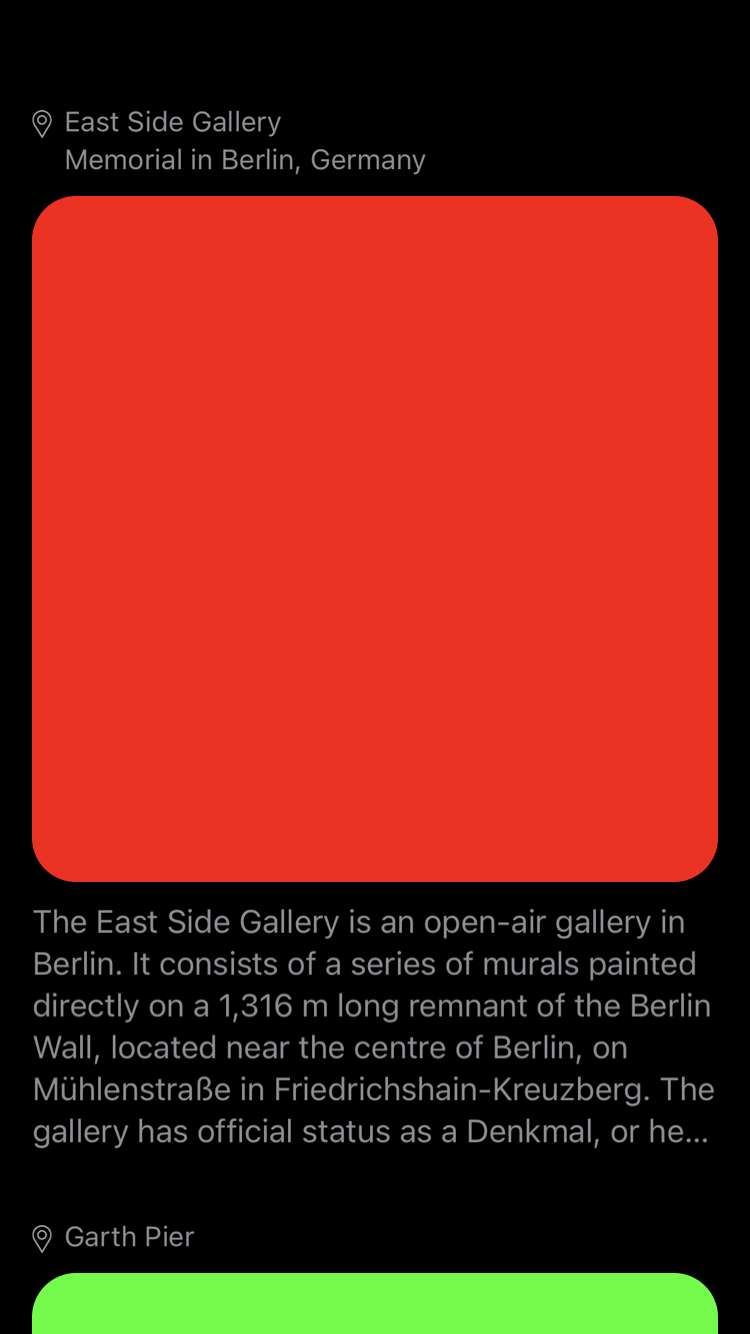 East Side Gallery
Memorial in Berlin, Germany
The East Side Gallery is an open-air gallery in
Berlin. It consists of a series of murals painted
directly on a 1,316 m long remnant of the Berlin
Wall, located near the centre of Berlin, on
Mühlenstraße in Friedrichshain-Kreuzberg. The
gallery has official status as a Denkmal, or he...
Garth Pier